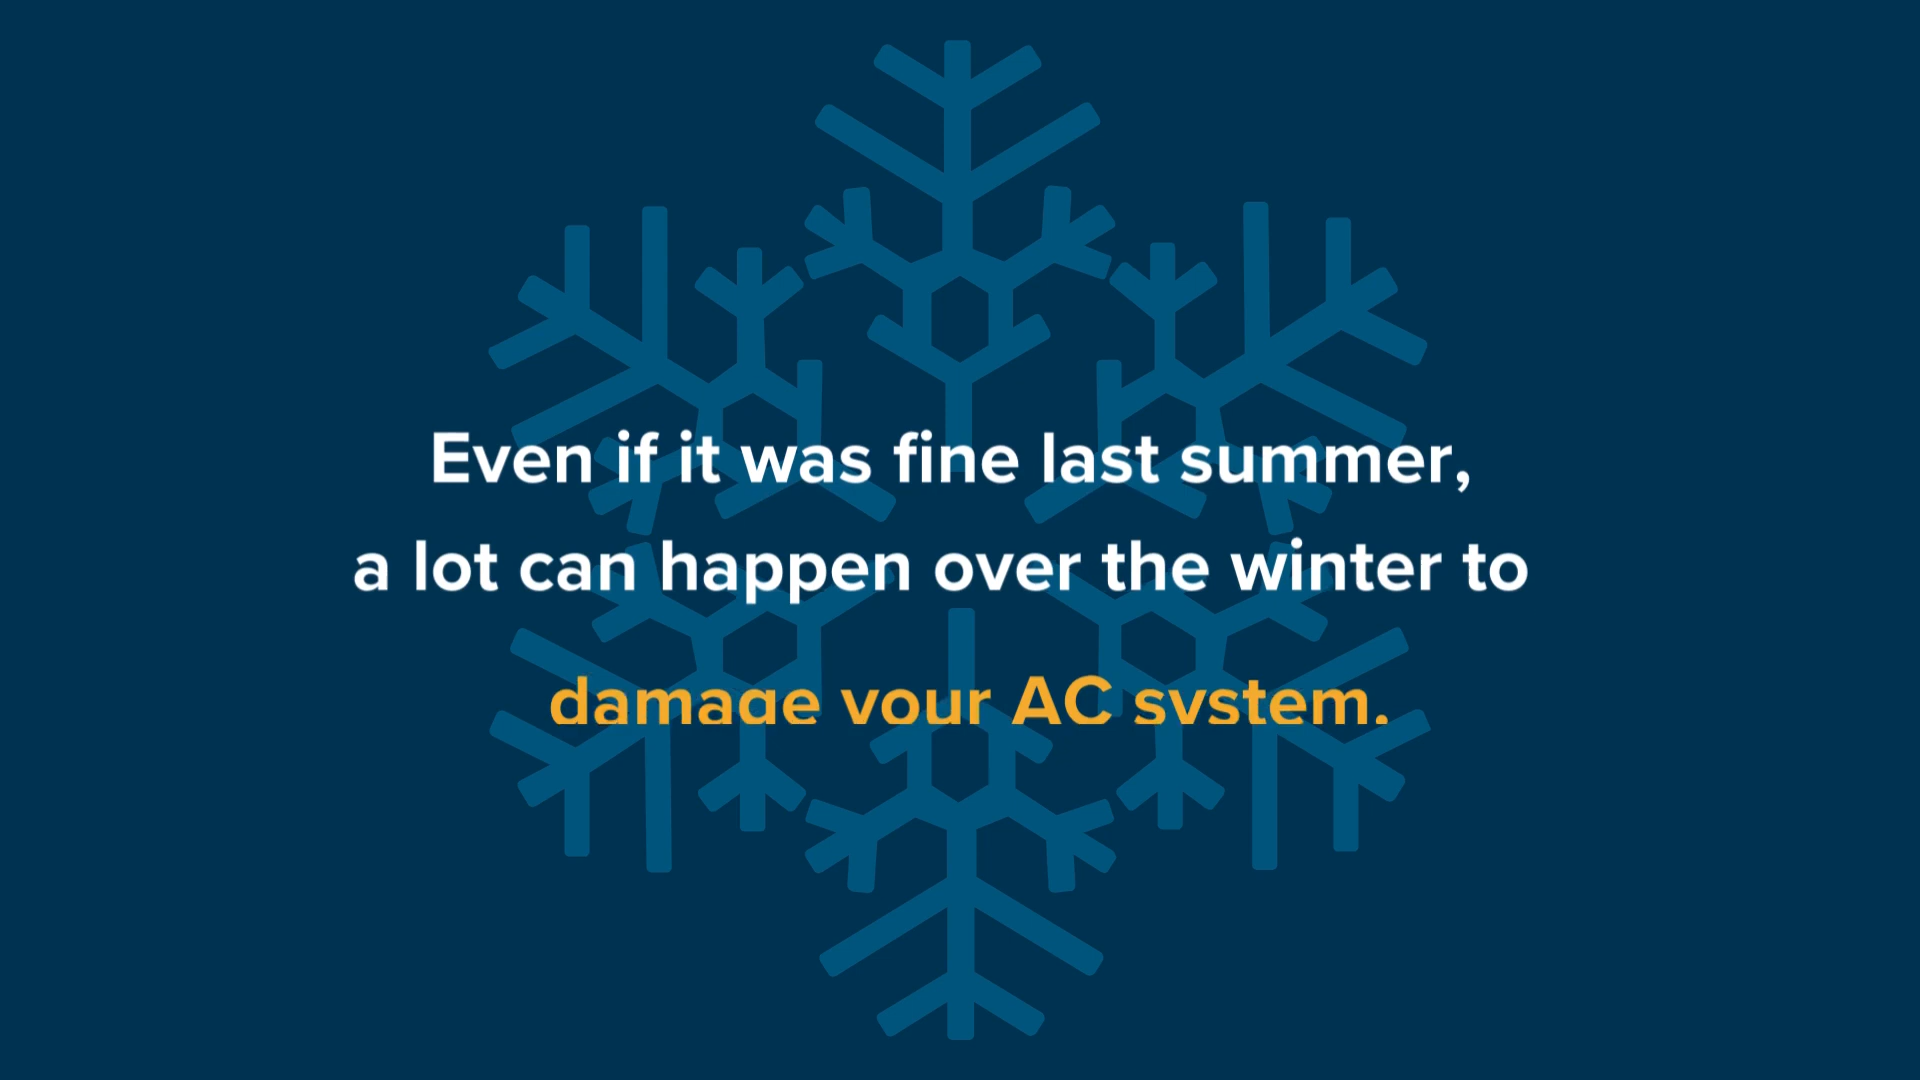 Even if it was fine last summer,
a lot can happen over the winter to
damage your AC system.